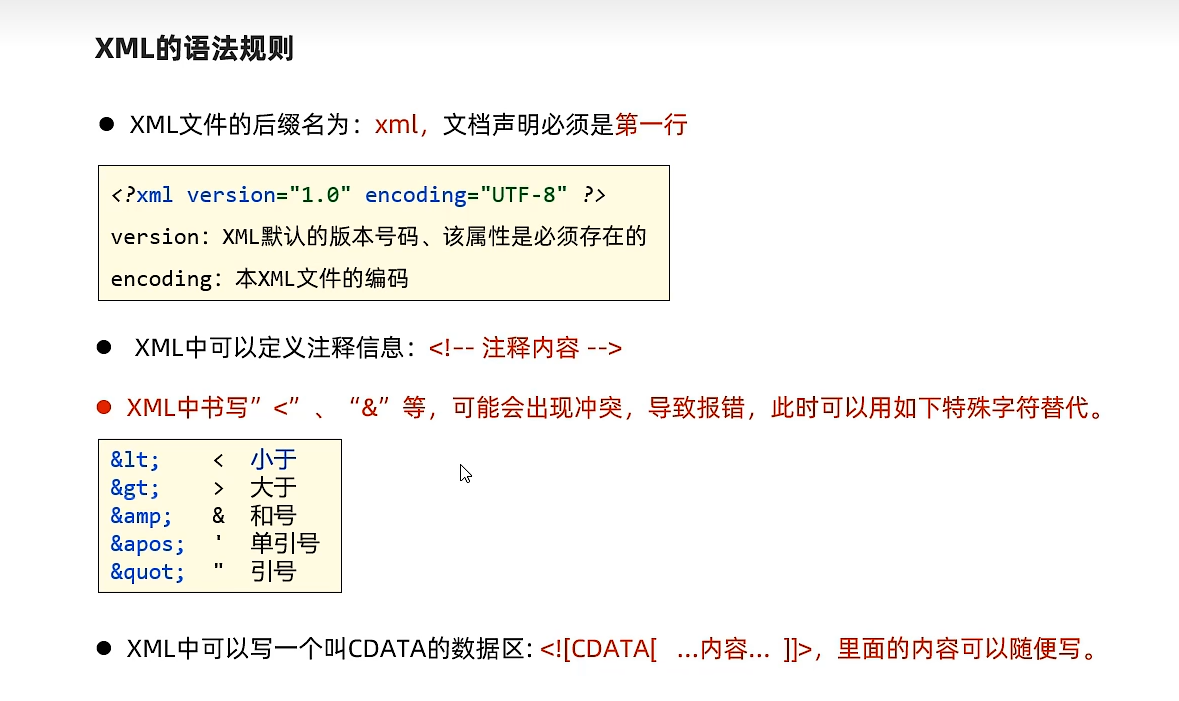 XML的语法规则
● XML文件的后缀名为：xml，文档声明必须是第一行
<?xml version="1.0" encoding="UTF-8" ?>
version：XML默认的版本号码、该属性是必须存在的
encoding：本XML文件的编码
● XML中可以定义注释信息：<!-- 注释内容 -->
● XML中书写”<”、“&”等，可能会出现冲突，导致报错，此时可以用如下特殊字符替代。
&lt; < 小于
&gt; > 大于
&amp; & 和号
&apos; ' 单引号
&quot; " 引号
● XML中可以写一个叫CDATA的数据区: <![CDATA[ …内容… ]]>，里面的内容可以随便写。